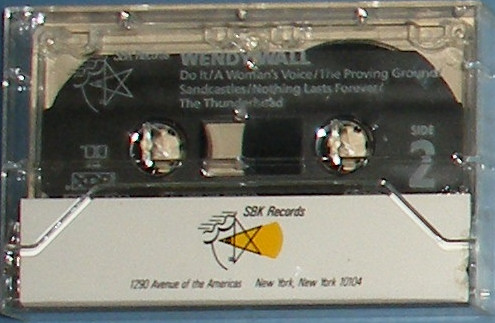 SBK Records
WENDY WALL
Do It/A Woman's Voice/The Proving Ground
Sandcastles/Nothing Lasts Forever/
The Thunderhead
SIDE
2
SBK Records
1290 Avenue of the Americas New York, New York 10104